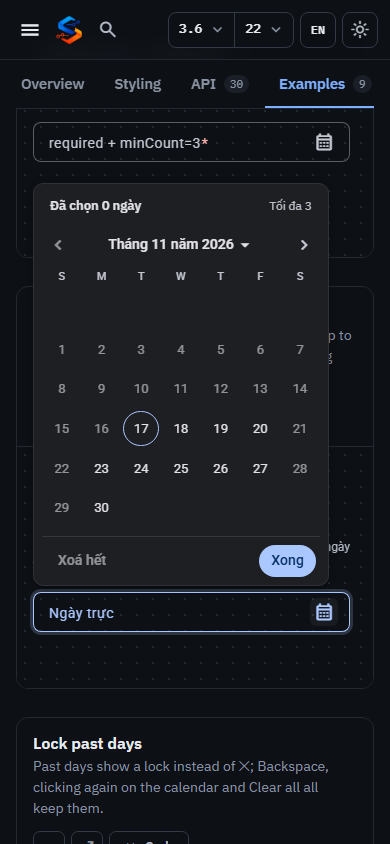 3.6 22 EN
Overview Styling API 30 Examples 9
required + minCount=3*
Đã chọn 0 ngày Tối đa 3
Tháng 11 năm 2026
S M T W T F S
1 2 3 4 5 6 7
8 9 10 11 12 13 14
15 16 17 18 19 20 21
22 23 24 25 26 27 28
29 30
p to
ngày
Xoá hết Xong
Ngày trực
Lock past days
Past days show a lock instead of ✕; Backspace,
clicking again on the calendar and Clear all all
keep them.